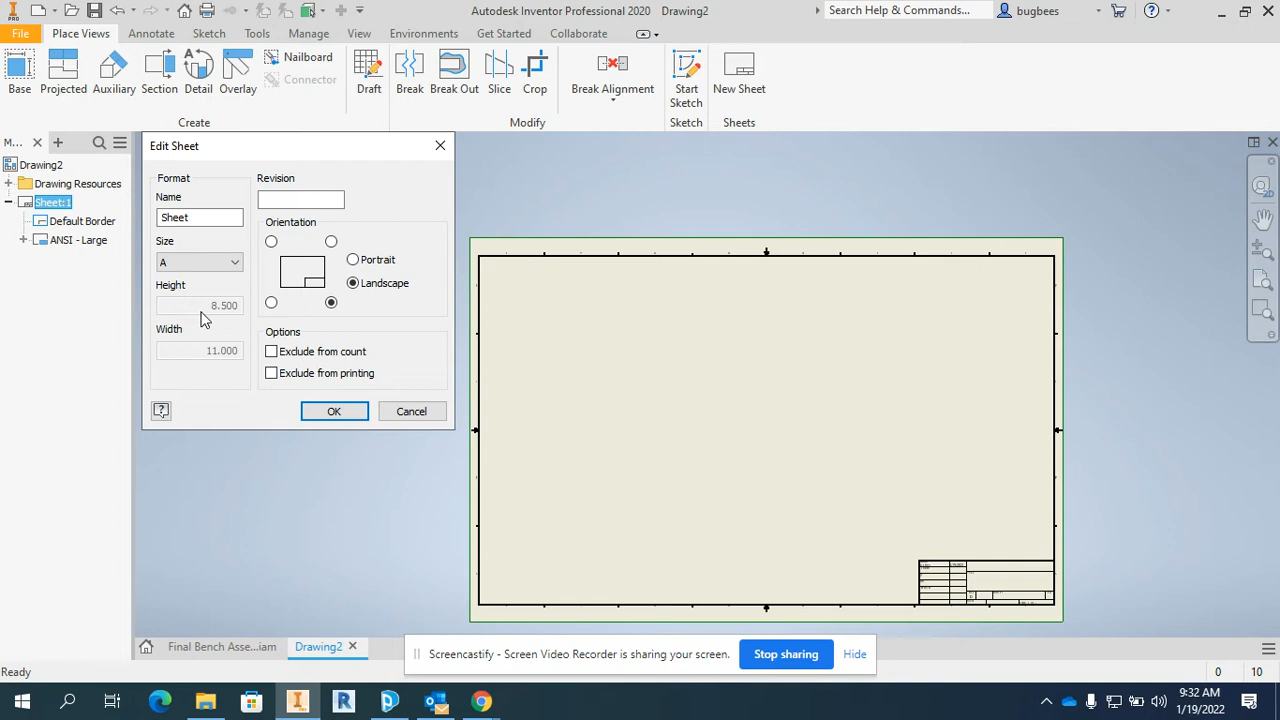 PRO
Autodesk Inventor Professional 2020 Drawing2
Search Help & Commands...
bugbees
File Place Views Annotate Sketch Tools Manage View Environments Get Started Collaborate
Base
Projected
Auxiliary
Section
Detail
Overlay
Nailboard
Connector
Draft
Break
Break Out
Slice
Crop
Break Alignment
Start
Sketch
New Sheet
Create
Modify
Sketch
Sheets
M...
Drawing2
Drawing Resources
Sheet:1
Default Border
ANSI - Large
Edit Sheet
Format
Name
Sheet
Size
A
Height
8.500
Width
11.000
Revision
Orientation
Portrait
Landscape
Options
Exclude from count
Exclude from printing
OK
Cancel
2D
Final Bench Asse...iam
Drawing2
Screencastify - Screen Video Recorder is sharing your screen.
Stop sharing
Hide
Ready
0 10
9:32 AM
1/19/2022